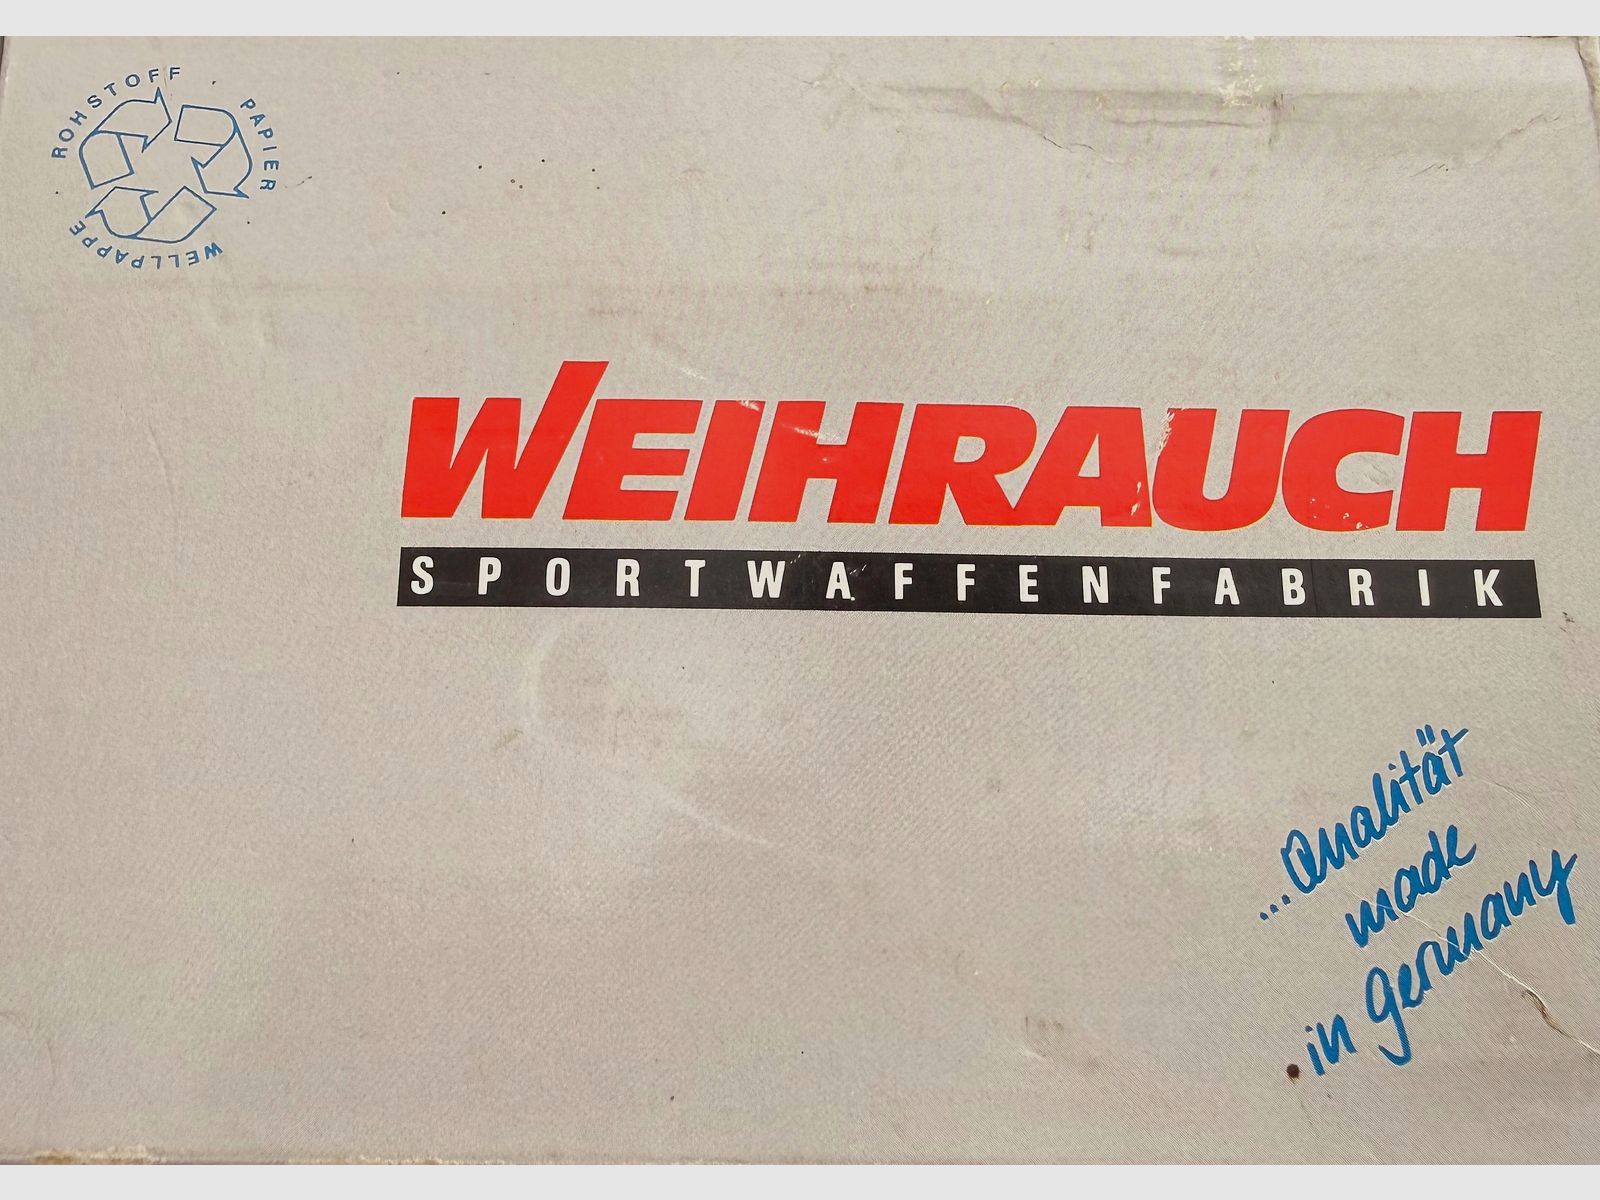 ROHSTOFF
PAPIER
WELLPAPPE
WEIHRAUCH
SPORTWAFFENFABRIK
...Qualität
made
in Germany